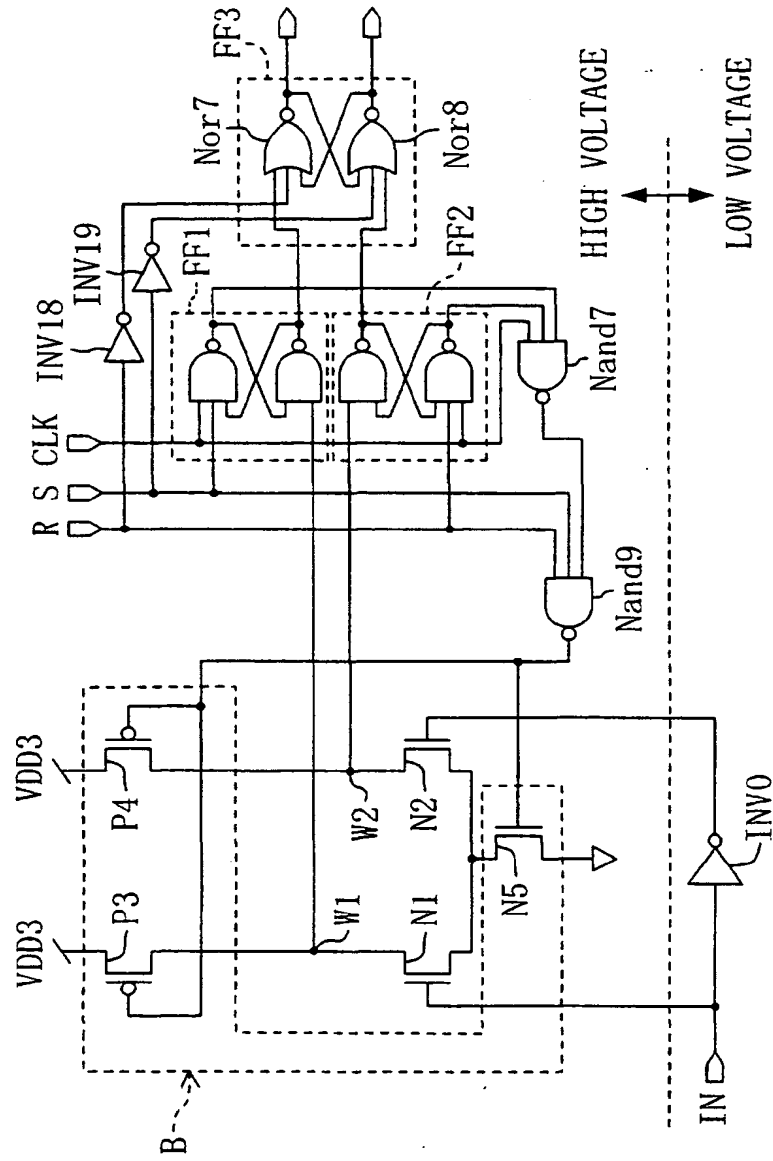 FF3
Nor7
Nor8
INV19
INV18
FF1
FF2
R S CLK
Nand7
Nand9
HIGH VOLTAGE
LOW VOLTAGE
VDD3
VDD3
P4
P3
W2
W1
N2
N1
N5
INV0
IN
B